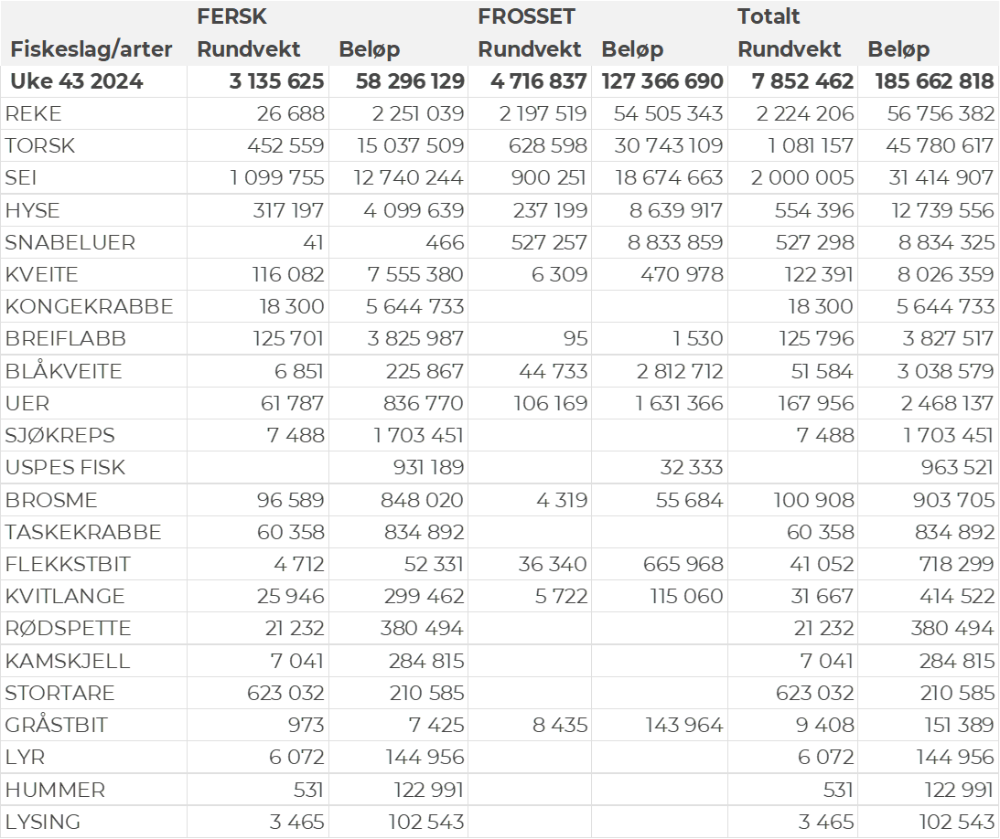 FERSK FROSSET Totalt
Fiskeslag/arter Rundvekt Beløp Rundvekt Beløp Rundvekt Beløp
Uke 43 2024 3 135 625 58 296 129 4 716 837 127 366 690 7 852 462 185 662 818
REKE 26 688 2 251 039 2 197 519 54 505 343 2 224 206 56 756 382
TORSK 452 559 15 037 509 628 598 30 743 109 1 081 157 45 780 617
SEI 1 099 755 12 740 244 900 251 18 674 663 2 000 005 31 414 907
HYSE 317 197 4 099 639 237 199 8 639 917 554 396 12 739 556
SNABELUER 41 466 527 257 8 833 859 527 298 8 834 325
KVEITE 116 082 7 555 380 6 309 470 978 122 391 8 026 359
KONGEKRABBE 18 300 5 644 733 18 300 5 644 733
BREIFLABB 125 701 3 825 987 95 1 530 125 796 3 827 517
BLÅKVEITE 6 851 225 867 44 733 2 812 712 51 584 3 038 579
UER 61 787 836 770 106 169 1 631 366 167 956 2 468 137
SJØKREPS 7 488 1 703 451 7 488 1 703 451
USPES FISK 931 189 32 333 963 521
BROSME 96 589 848 020 4 319 55 684 100 908 903 705
TASKEKRABBE 60 358 834 892 60 358 834 892
FLEKKSTBIT 4 712 52 331 36 340 665 968 41 052 718 299
KVITLANGE 25 946 299 462 5 722 115 060 31 667 414 522
RØDSPETTE 21 232 380 494 21 232 380 494
KAMSKJELL 7 041 284 815 7 041 284 815
STORTARE 623 032 210 585 623 032 210 585
GRÅSTBIT 973 7 425 8 435 143 964 9 408 151 389
LYR 6 072 144 956 6 072 144 956
HUMMER 531 122 991 531 122 991
LYSING 3 465 102 543 3 465 102 543